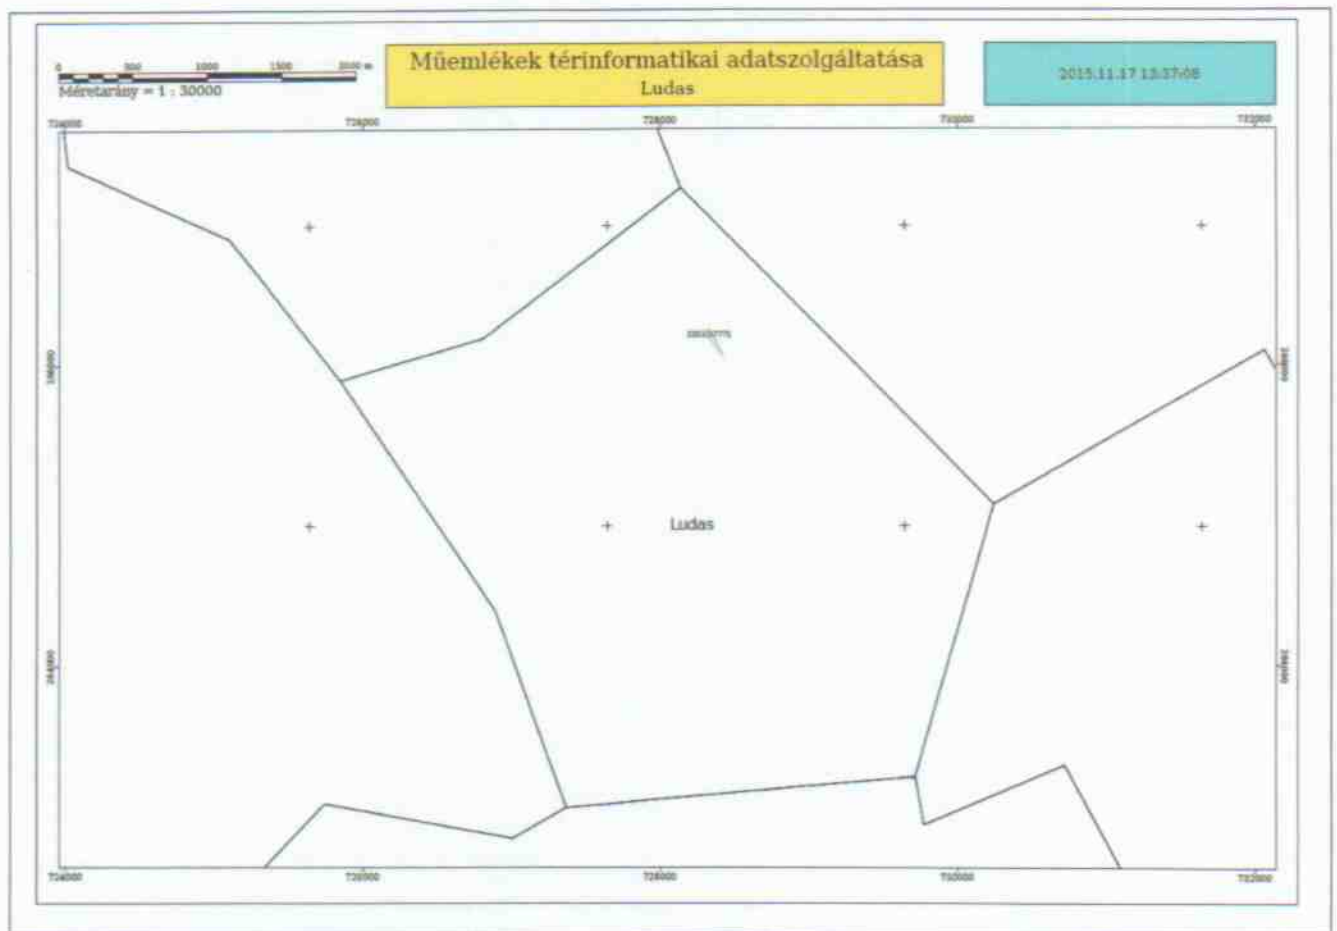 0 500 1000 1500 2000 m
Méretarány = 1 : 30000
Műemlékek térinformatikai adatszolgáltatása
Ludas
2015.11.17 13:37:08
724000 726000 728000 730000 732000
Ludas
284000
724000 726000 728000 730000 732000